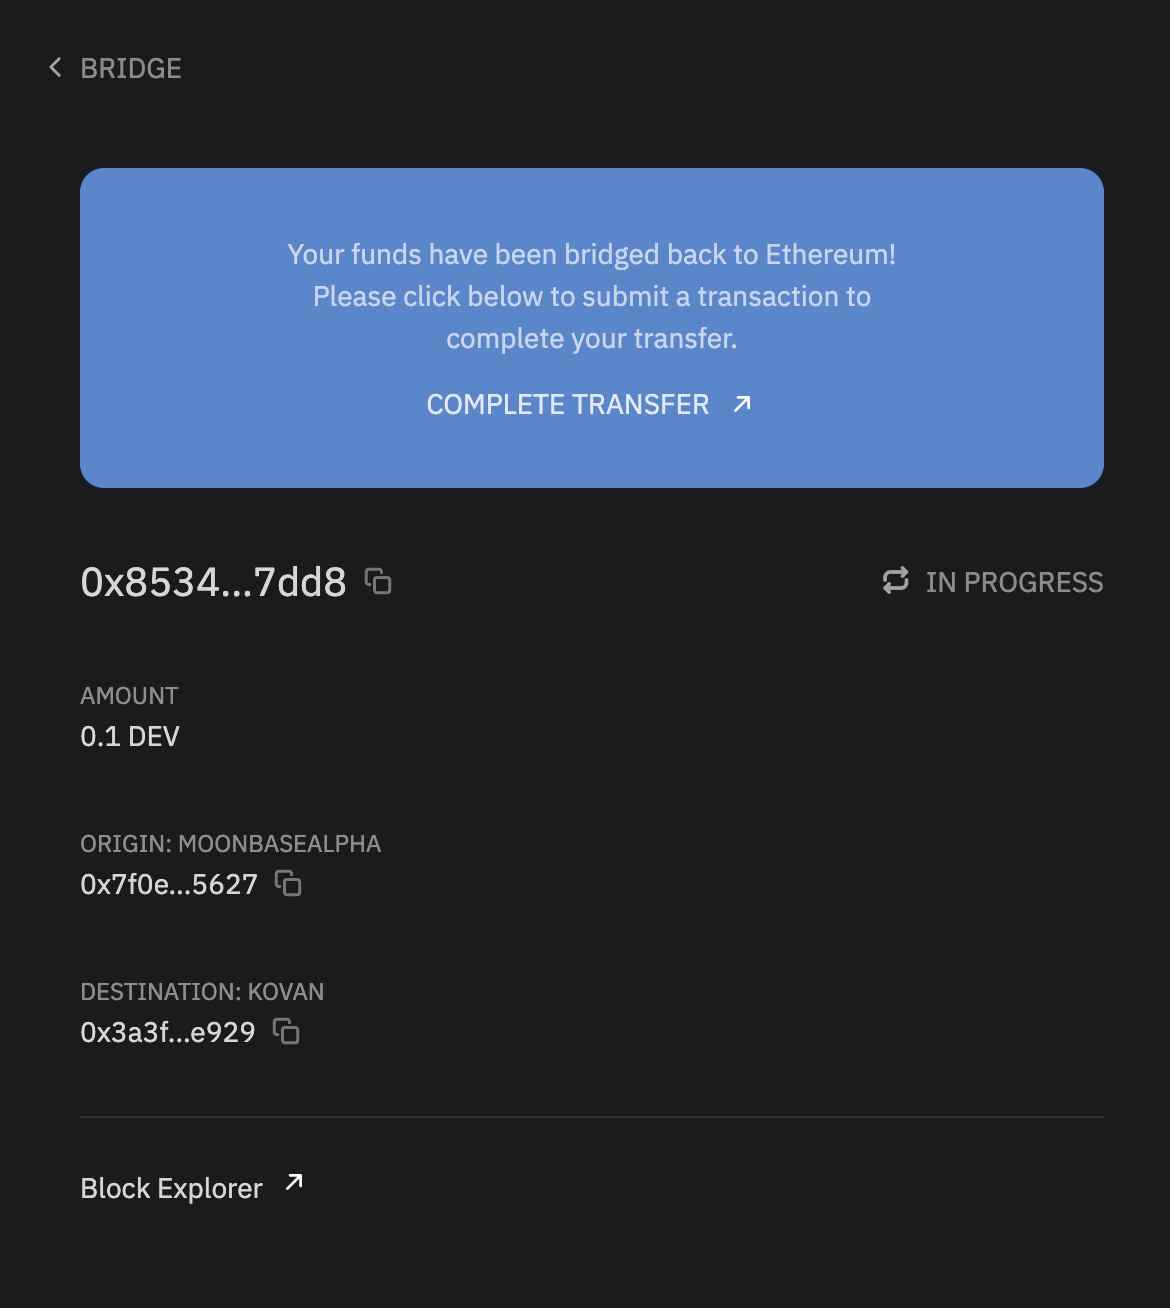 BRIDGE
Your funds have been bridged back to Ethereum!
Please click below to submit a transaction to
complete your transfer.
COMPLETE TRANSFER
0x8534...7dd8
IN PROGRESS
AMOUNT
0.1 DEV
ORIGIN: MOONBASEALPHA
0x7f0e...5627
DESTINATION: KOVAN
0x3a3f...e929
Block Explorer